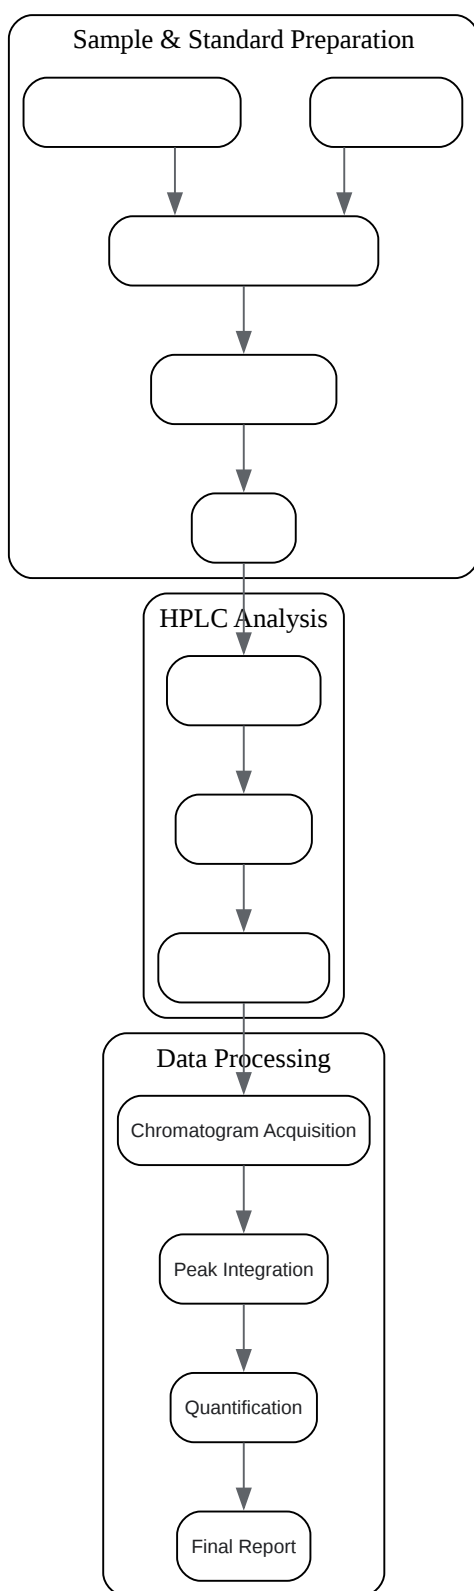 Sample & Standard Preparation
HPLC Analysis
Data Processing
Chromatogram Acquisition
Peak Integration
Quantification
Final Report